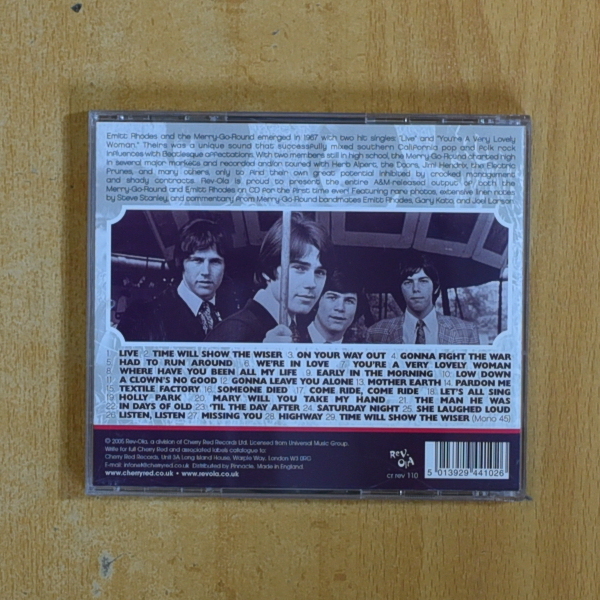 Emitt Rhodes and the Merry-Go-Round emerged in 1967 with two hit singles, "Live" and "You're A Very Lovely
Woman." Theirs was a unique sound that successfully mixed southern California pop and folk rock
influences with Beatlesque affectations. With two members still in high school, the Merry-Go-Round charted high
in several major markets and recorded and/or toured with Herb Alpert, the Doors, Jimi Hendrix, the Electric
Prunes, and many others, only to find their own great potential inhibited by crooked management
and shady contracts. Rev-Ola is proud to present the entire A&M-released output of both the
Merry-Go-Round and Emitt Rhodes on CD for the first time ever! Featuring rare photos, extensive liner notes
by Steve Stanley, and commentary from Merry-Go-Round bandmates Emitt Rhodes, Gary Kato, and Joel Larson
1. LIVE 2. TIME WILL SHOW THE WISER 3. ON YOUR WAY OUT 4. GONNA FIGHT THE WAR
5. HAD TO RUN AROUND 6. WE'RE IN LOVE 7. YOU'RE A VERY LOVELY WOMAN
8. WHERE HAVE YOU BEEN ALL MY LIFE 9. EARLY IN THE MORNING 10. LOW DOWN
11. A CLOWN'S NO GOOD 12. GONNA LEAVE YOU ALONE 13. MOTHER EARTH 14. PARDON ME
15. TEXTILE FACTORY 16. SOMEONE DIED 17. COME RIDE, COME RIDE 18. LET'S ALL SING
19. HOLLY PARK 20. MARY WILL YOU TAKE MY HAND 21. THE MAN HE WAS
22. IN DAYS OF OLD 23. 'TIL THE DAY AFTER 24. SATURDAY NIGHT 25. SHE LAUGHED LOUD
26. LISTEN, LISTEN 27. MISSING YOU 28. HIGHWAY 29. TIME WILL SHOW THE WISER (Mono 45)
© 2005 Rev-Ola, a division of Cherry Red Records Ltd. Licensed from Universal Music Group.
Write for full Cherry Red and associated labels catalogue to:
Cherry Red Records, Unit 3A Long Island House, Warple Way, London W3 0RG
E-mail: infonet@cherryred.co.uk Distributed by Pinnacle. Made in England
www.cherryred.co.uk • www.revola.co.uk
REV-OLA
cr rev 110
5 013929 441026